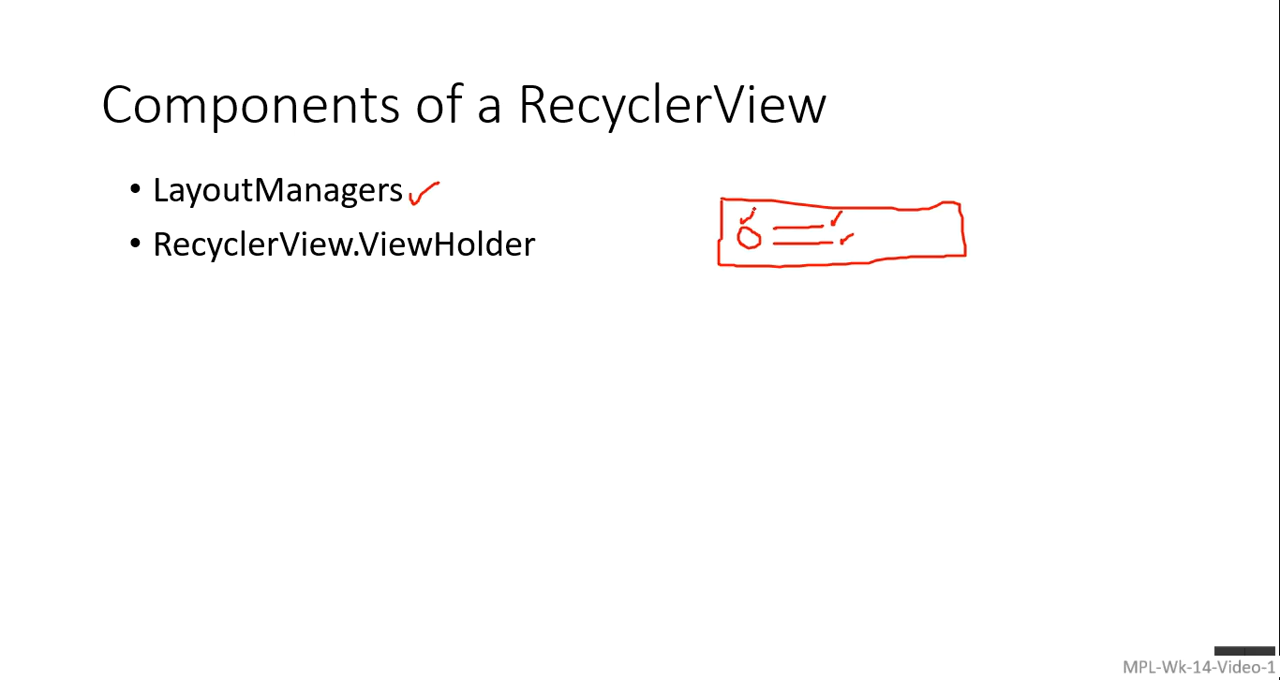 Components of a RecyclerView
• LayoutManagers
• RecyclerView.ViewHolder
MPL-Wk-14-Video-1